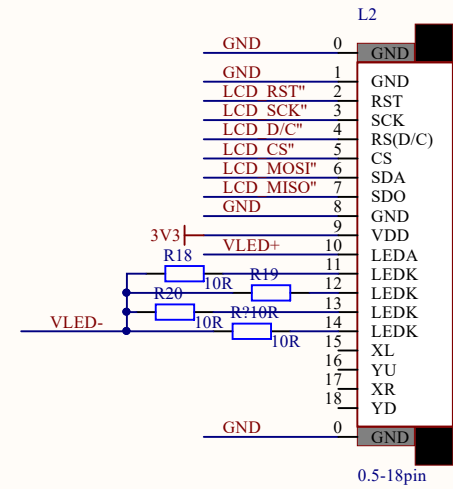 L2
GND 0 GND
GND 1 GND
LCD_RST" 2 RST
LCD_SCK" 3 SCK
LCD_D/C" 4 RS(D/C)
LCD_CS" 5 CS
LCD_MOSI" 6 SDA
LCD_MISO" 7 SDO
GND 8 GND
3V3 9 VDD
VLED+ 10 LEDA
R18 11 LEDK
10R R19 12 LEDK
R20 13 LEDK
VLED- 10R R?10R 14 LEDK
10R 15 XL
16 YU
17 XR
18 YD
GND 0 GND
0.5-18pin